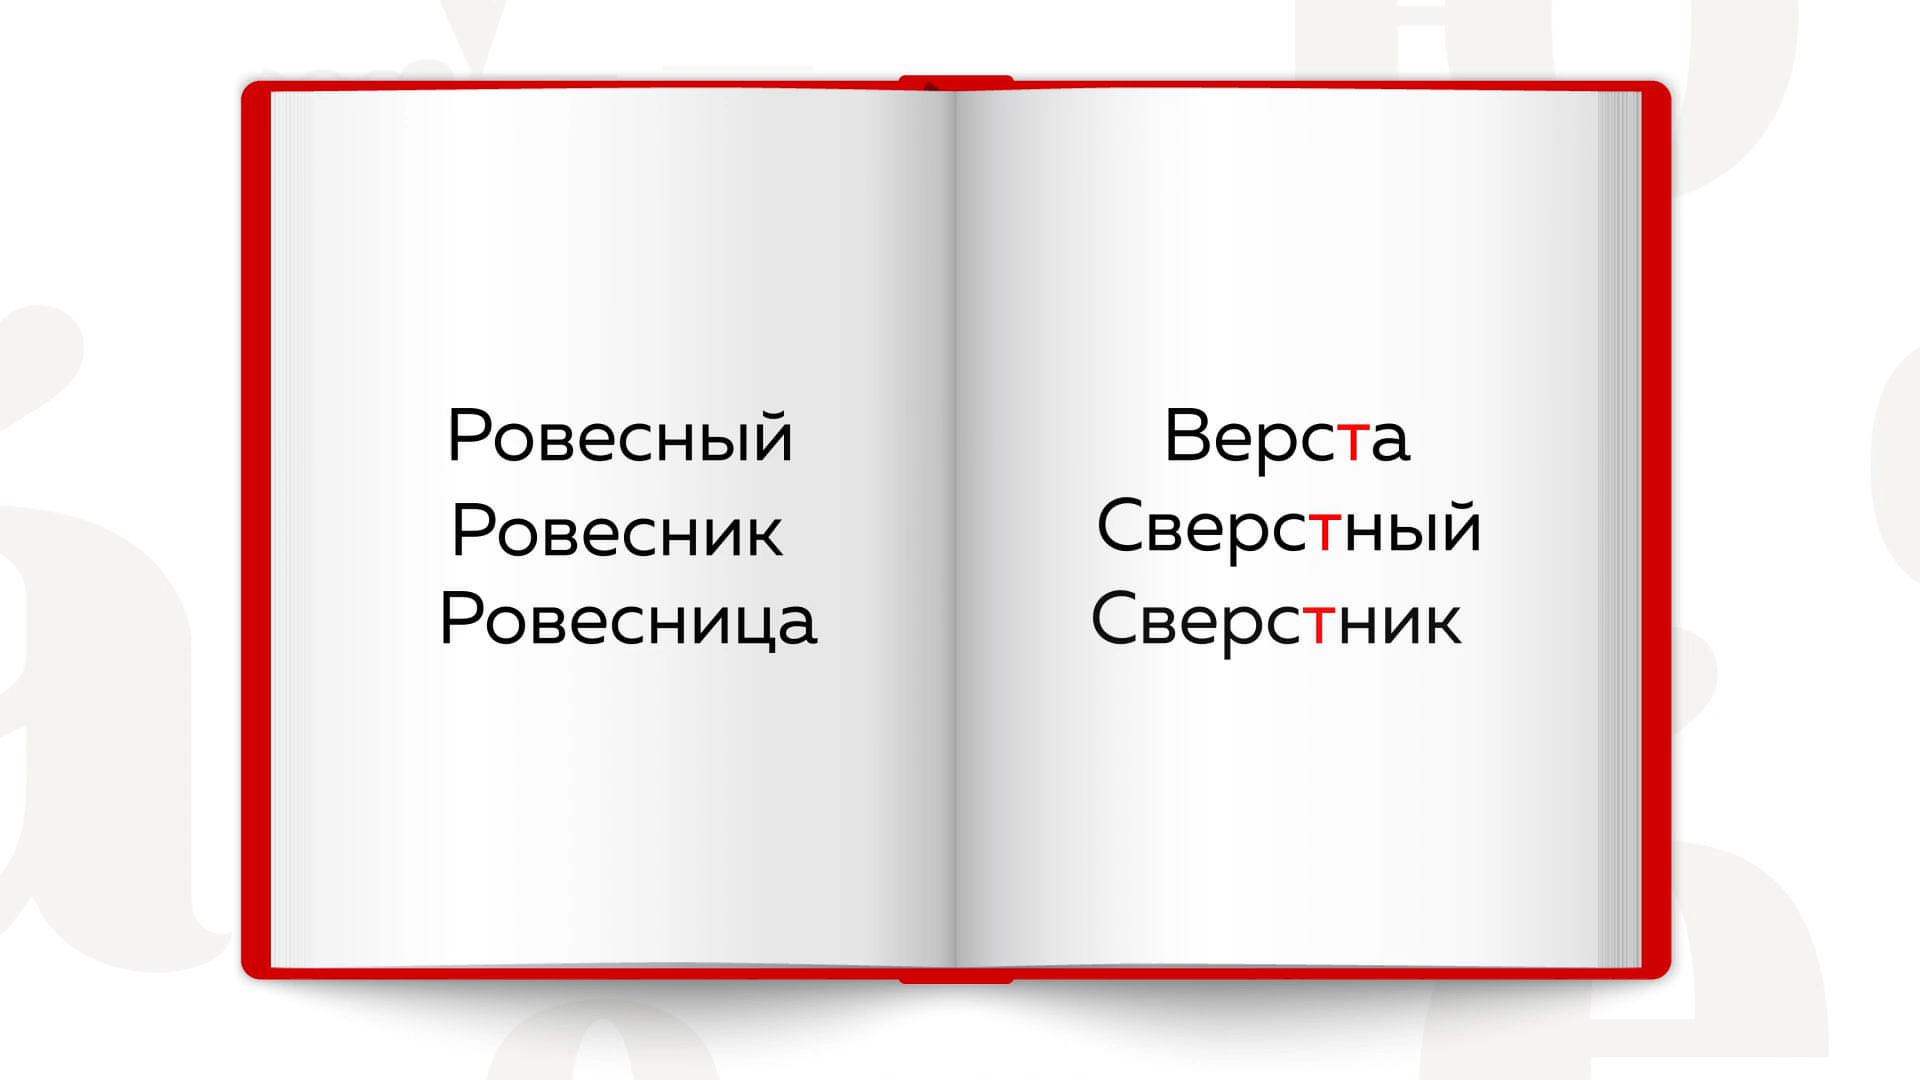 Ровесный
Ровесник
Ровесница
Верста
Сверстный
Сверстник